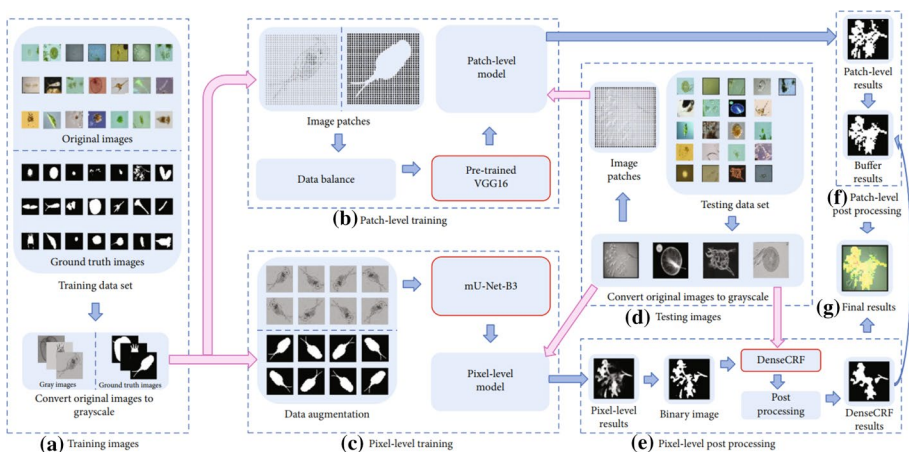 Original images
Ground truth images
Training data set
Gray images
Ground truth images
Convert original images to
grayscale
(a) Training images
Image patches
Data balance
Patch-level
model
Pre-trained
VGG16
(b) Patch-level training
Data augmentation
mU-Net-B3
Pixel-level
model
(c) Pixel-level training
Image
patches
Testing data set
Convert original images to grayscale
(d) Testing images
Pixel-level
results
Binary image
DenseCRF
Post
processing
DenseCRF
results
(e) Pixel-level post processing
Patch-level
results
Buffer
results
(f) Patch-level
post processing
(g) Final results